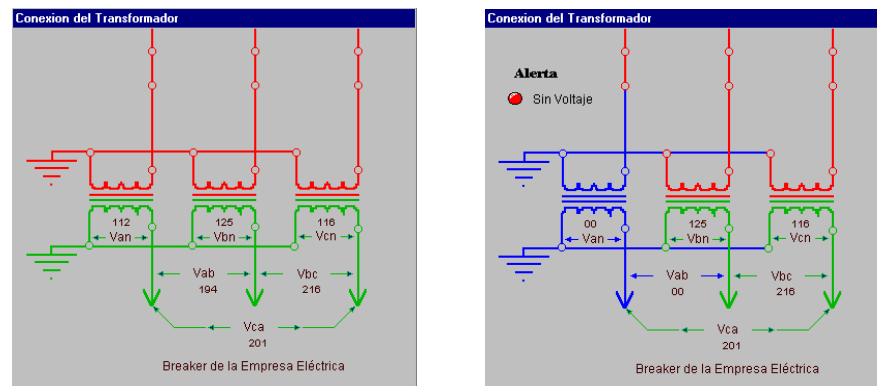 Conexion del Transformador
112 125 116
Van Vbn Vcn
Vab Vbc
194 216
Vca
201
Breaker de la Empresa Eléctrica
Conexion del Transformador
Alerta
Sin Voltaje
00 125 116
Van Vbn Vcn
Vab Vbc
00 216
Vca
201
Breaker de la Empresa Eléctrica